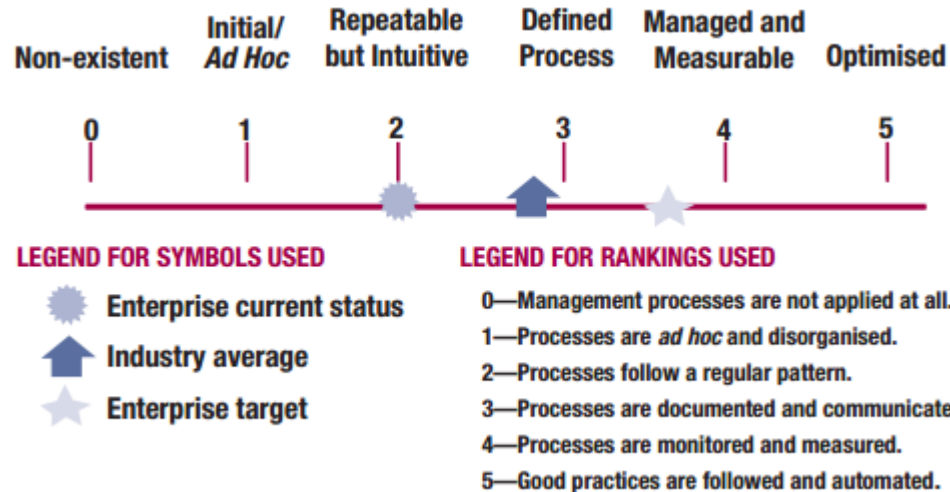 Non-existent
Initial/
Ad Hoc
Repeatable
but Intuitive
Defined
Process
Managed and
Measurable
Optimised
0 1 2 3 4 5
LEGEND FOR SYMBOLS USED
Enterprise current status
Industry average
Enterprise target
LEGEND FOR RANKINGS USED
0—Management processes are not applied at all.
1—Processes are ad hoc and disorganised.
2—Processes follow a regular pattern.
3—Processes are documented and communicate
4—Processes are monitored and measured.
5—Good practices are followed and automated.